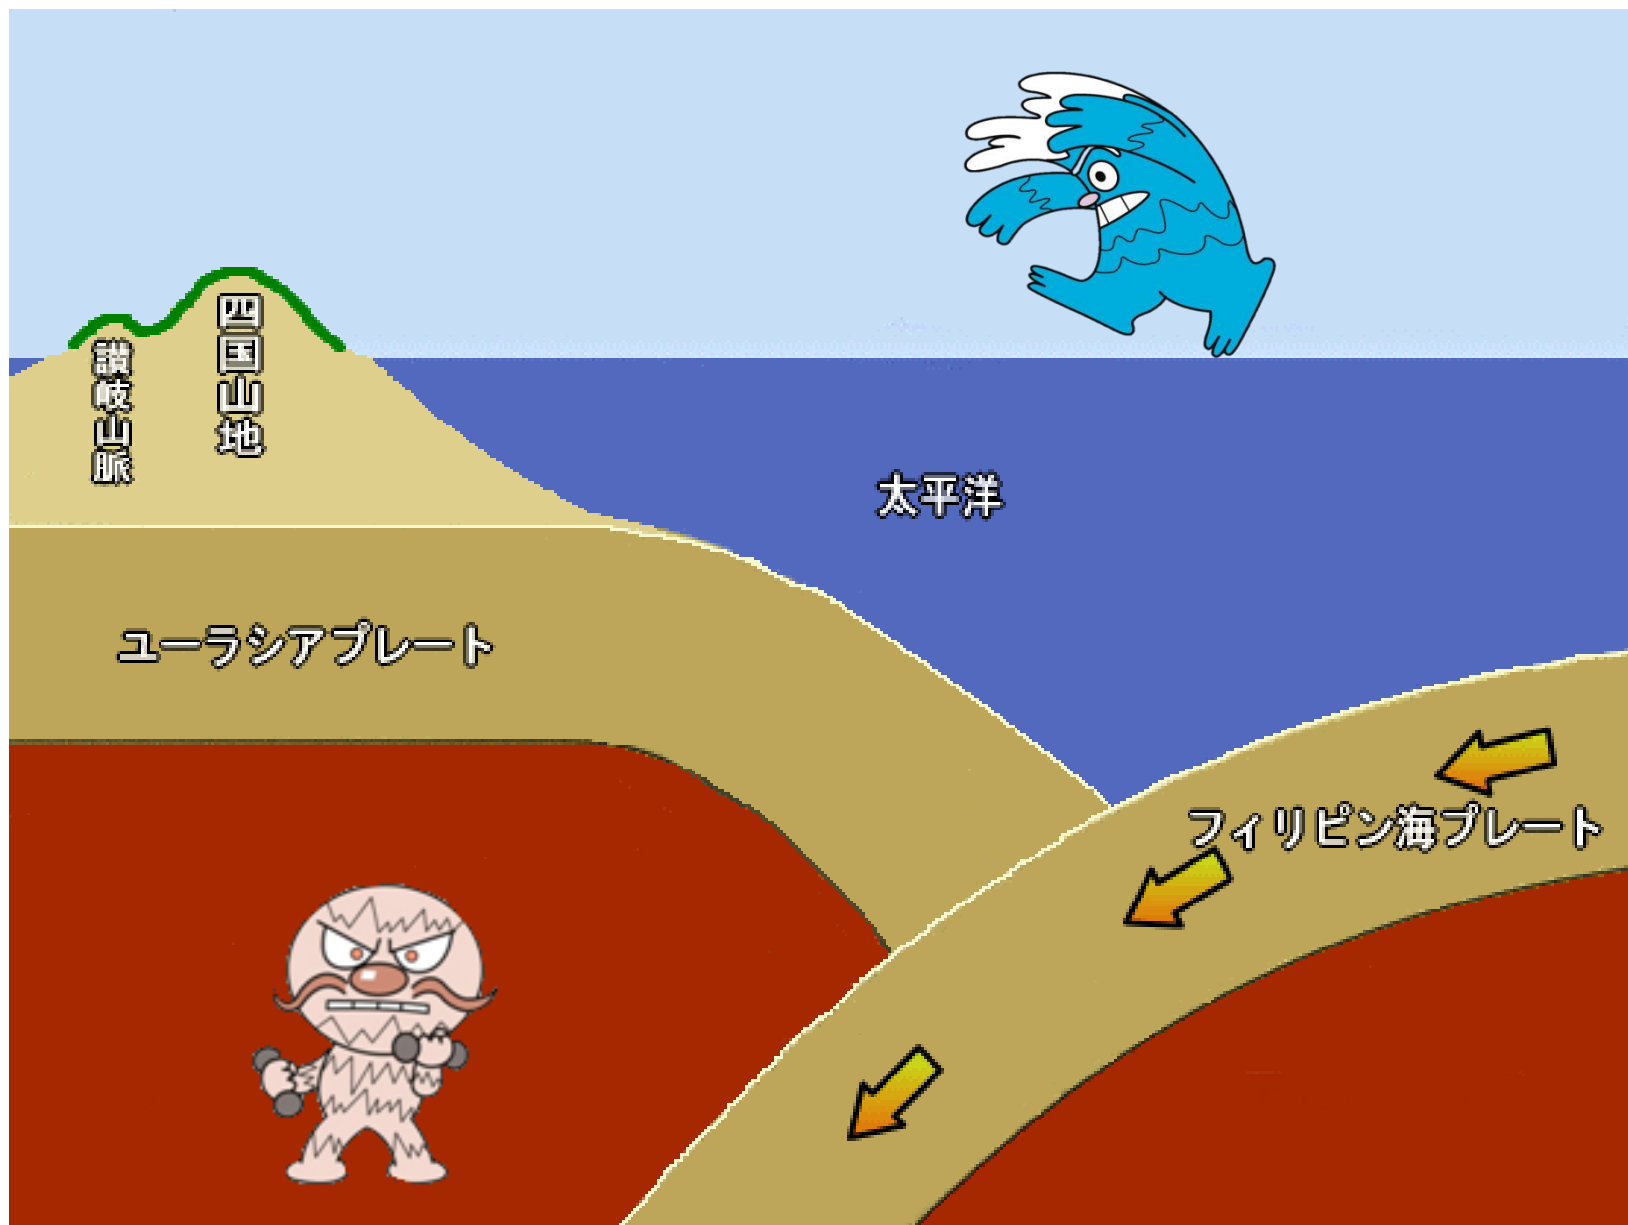 四国山地
讃岐山脈
太平洋
ユーラシアプレート
フィリピン海プレート